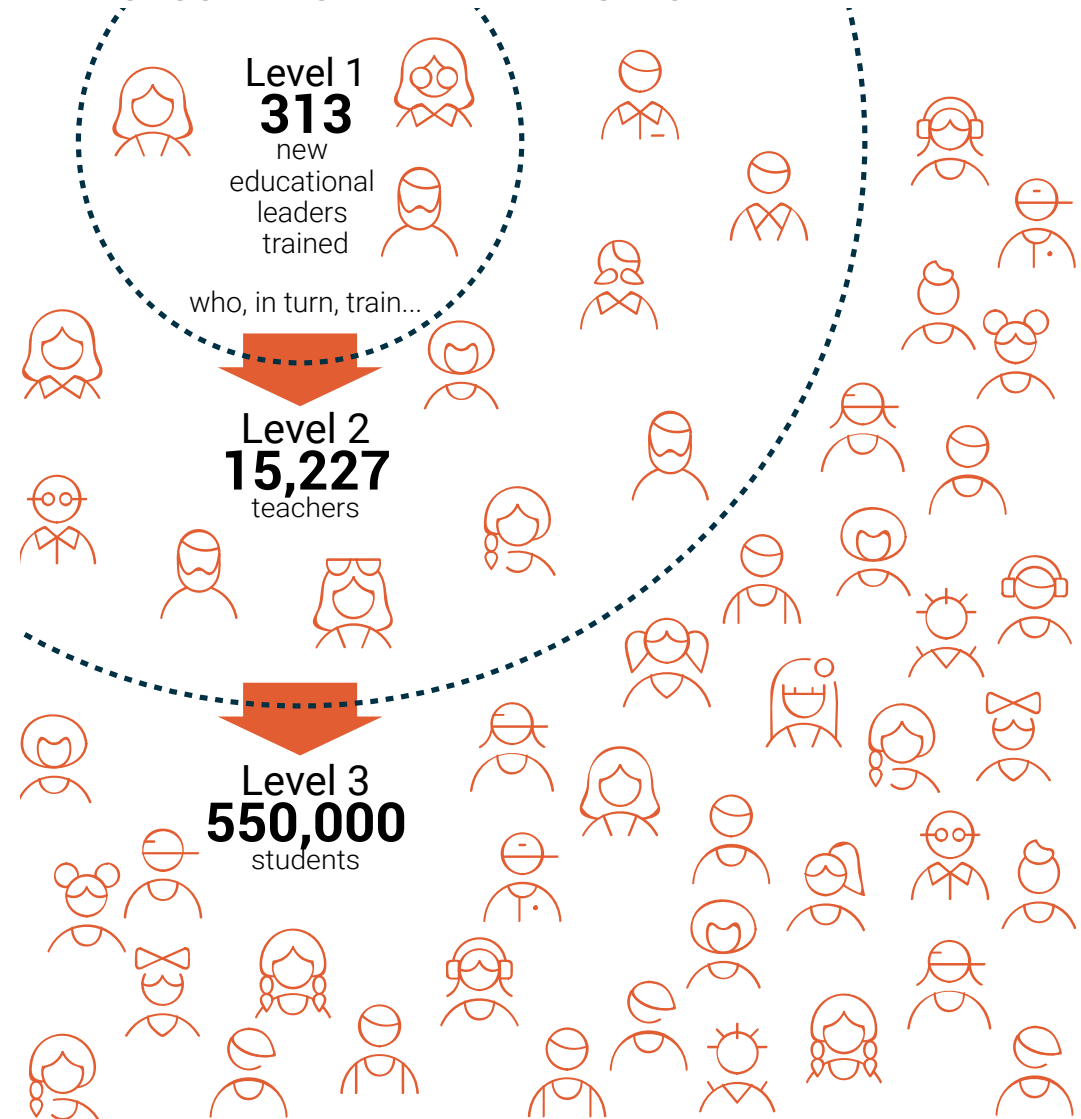 Level 1
313
new
educational
leaders
trained
who, in turn, train...
Level 2
15,227
teachers
Level 3
550,000
students